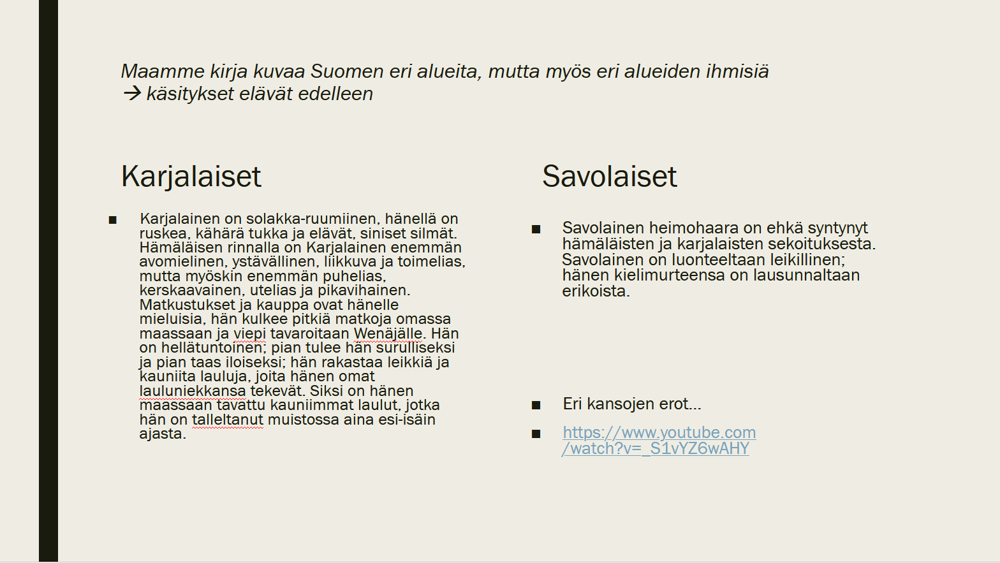 Maamme kirja kuvaa Suomen eri alueita, mutta myös eri alueiden ihmisiä
→ käsitykset elävät edelleen
Karjalaiset
■ Karjalainen on solakka-ruumiinen, hänellä on
ruskea, kähärä tukka ja elävät, siniset silmät.
Hämäläisen rinnalla on Karjalainen enemmän
avomielinen, ystävällinen, liikkuva ja toimelias,
mutta myöskin enemmän puhelias,
kerskaavainen, utelias ja pikavihainen.
Matkustukset ja kauppa ovat hänelle
mieluisia, hän kulkee pitkiä matkoja omassa
maassaan ja viepi tavaroitaan Wenäjälle. Hän
on hellätuntoinen; pian tulee hän surulliseksi
ja pian taas iloiseksi; hän rakastaa leikkiä ja
kauniita lauluja, joita hänen omat
lauluniekkansa tekevät. Siksi on hänen
maassaan tavattu kauniimmat laulut, jotka
hän on talleltanut muistossa aina esi-isäin
ajasta.
Savolaiset
■ Savolainen heimohaara on ehkä syntynyt
hämäläisten ja karjalaisten sekoituksesta.
Savolainen on luonteeltaan leikillinen;
hänen kielimurteensa on lausunnaltaan
erikoista.
■ Eri kansojen erot…
■ https://www.youtube.com
/watch?v=_S1vYZ6wAHY